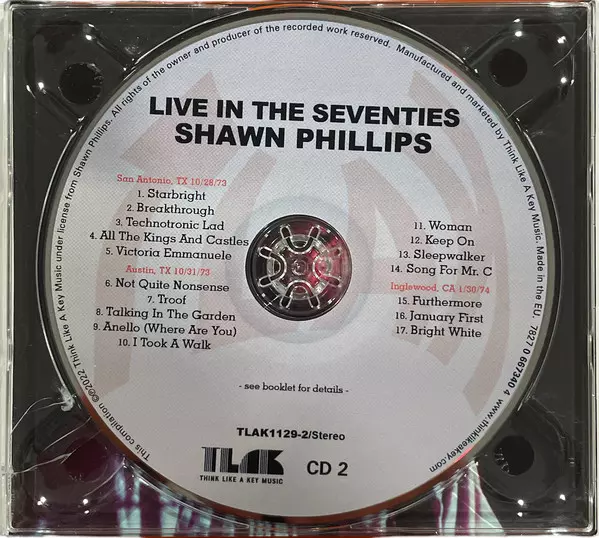 This compilation ©℗2022 Think Like A Key Music under license from Shawn Phillips. All rights of the owner and producer of the recorded work reserved. Manufactured and marketed by Think Like A Key Music. Made in the EU. 7827 0 667340 4 www.thinklikeakey.com
LIVE IN THE SEVENTIES
SHAWN PHILLIPS
San Antonio, TX 10/28/73
1. Starbright
2. Breakthrough
3. Technotronic Lad
4. All The Kings And Castles
5. Victoria Emmanuele
Austin, TX 10/31/73
6. Not Quite Nonsense
7. Troof
8. Talking In The Garden
9. Anello (Where Are You)
10. I Took A Walk
11. Woman
12. Keep On
13. Sleepwalker
14. Song For Mr. C
Inglewood, CA 1/30/74
15. Furthermore
16. January First
17. Bright White
- see booklet for details -
TLAK1129-2/Stereo
TLAK
THINK LIKE A KEY MUSIC
CD 2